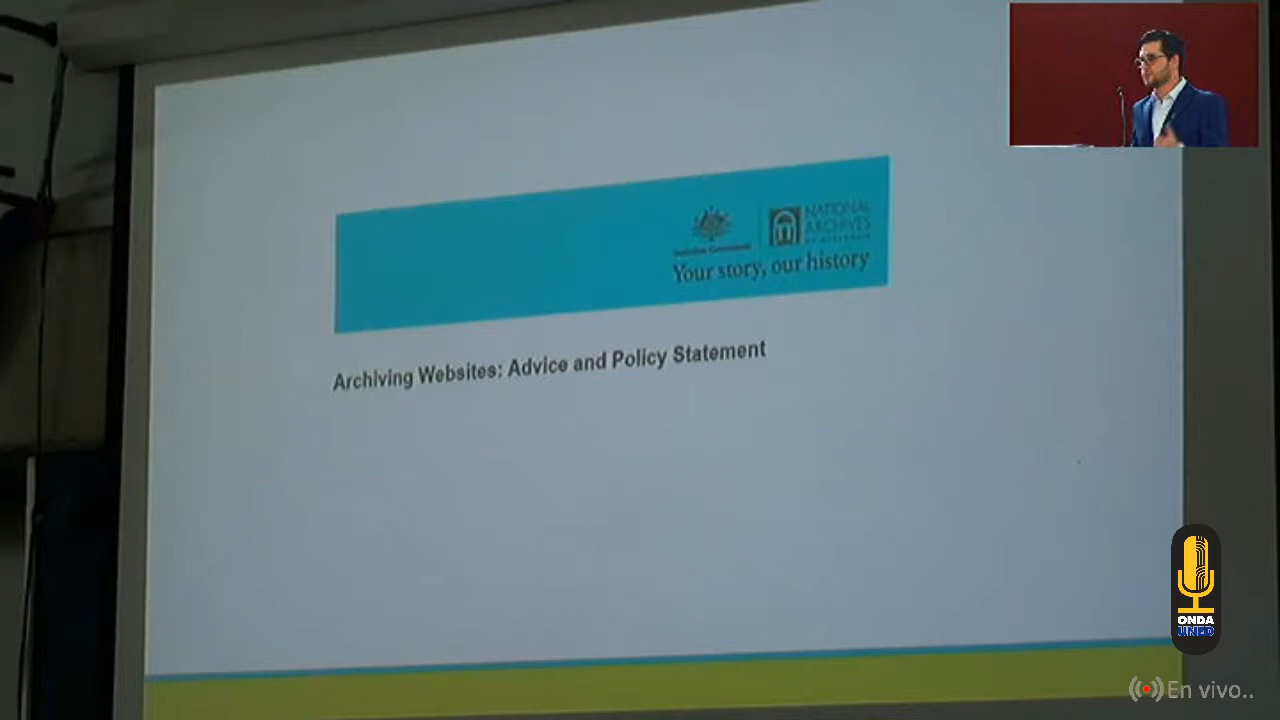 NATIONAL
ARCHIVES
Your story, our history
Archiving Websites: Advice and Policy Statement
ONDA
UNED
En vivo..